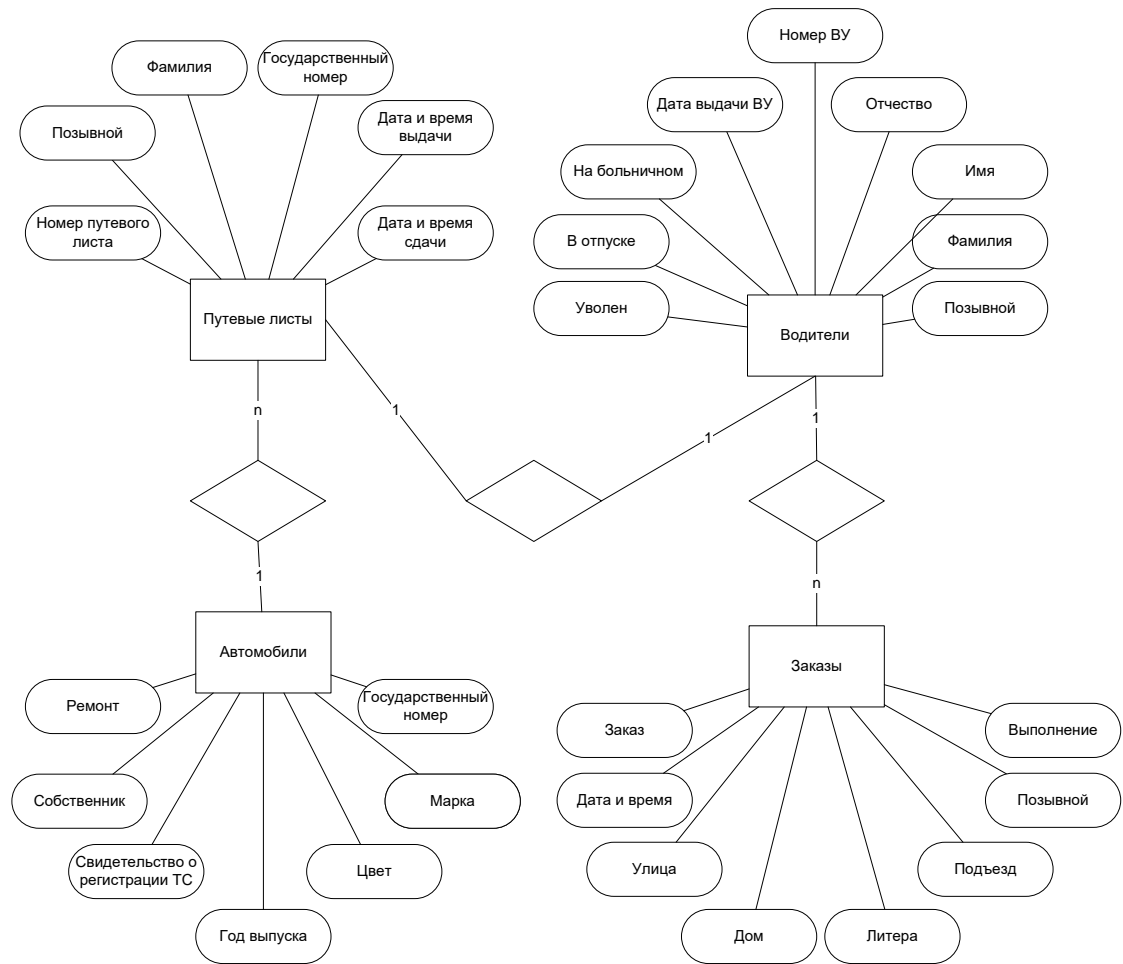 Номер ВУ
Фамилия
Государственный
номер
Дата выдачи ВУ
Отчество
Позывной
Дата и время
выдачи
На больничном
Имя
Номер путевого
листа
Дата и время
сдачи
В отпуске
Фамилия
Уволен
Позывной
Путевые листы
Водители
n
1
1
1
1
n
Автомобили
Заказы
Ремонт
Государственный
номер
Заказ
Выполнение
Собственник
Марка
Дата и время
Позывной
Свидетельство о
регистрации ТС
Цвет
Улица
Подъезд
Год выпуска
Дом
Литера